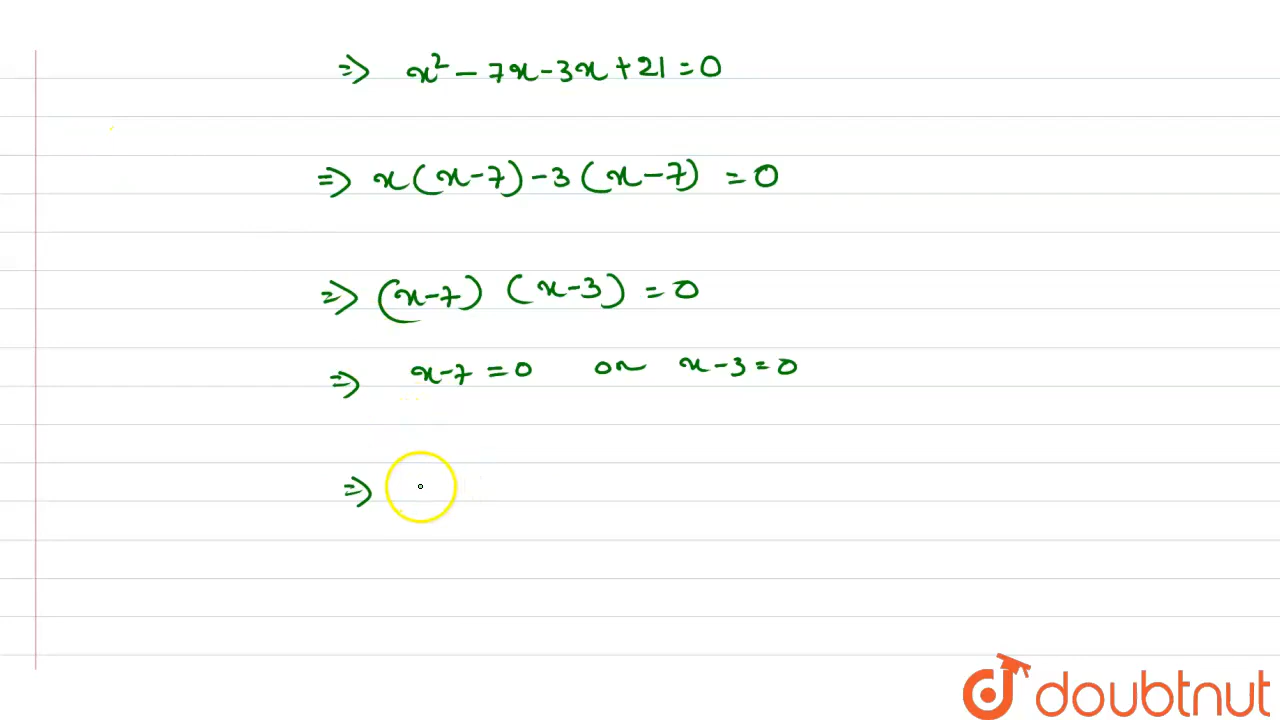 ⇒ x² - 7x - 3x + 21 = 0
⇒ x(x-7) - 3(x-7) = 0
⇒ (x-7) (x-3) = 0
⇒ x-7 = 0 or x-3 = 0
⇒
doubtnut